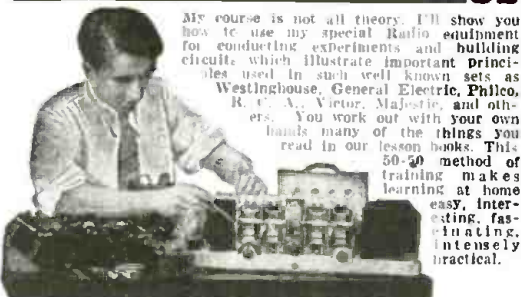 My course is not all theory. I'll show you
how to use my special Radio equipment
for conducting experiments and building
circuits which illustrate important princi-
ples used in such well known sets as
Westinghouse, General Electric, Philco,
R. C. A., Victor, Majestic, and oth-
ers. You work out with your own
hands many of the things you
read in our lesson books. This
50-50 method of
training makes
learning at home
easy, inter-
esting, fas-
cinating,
intensely
practical.